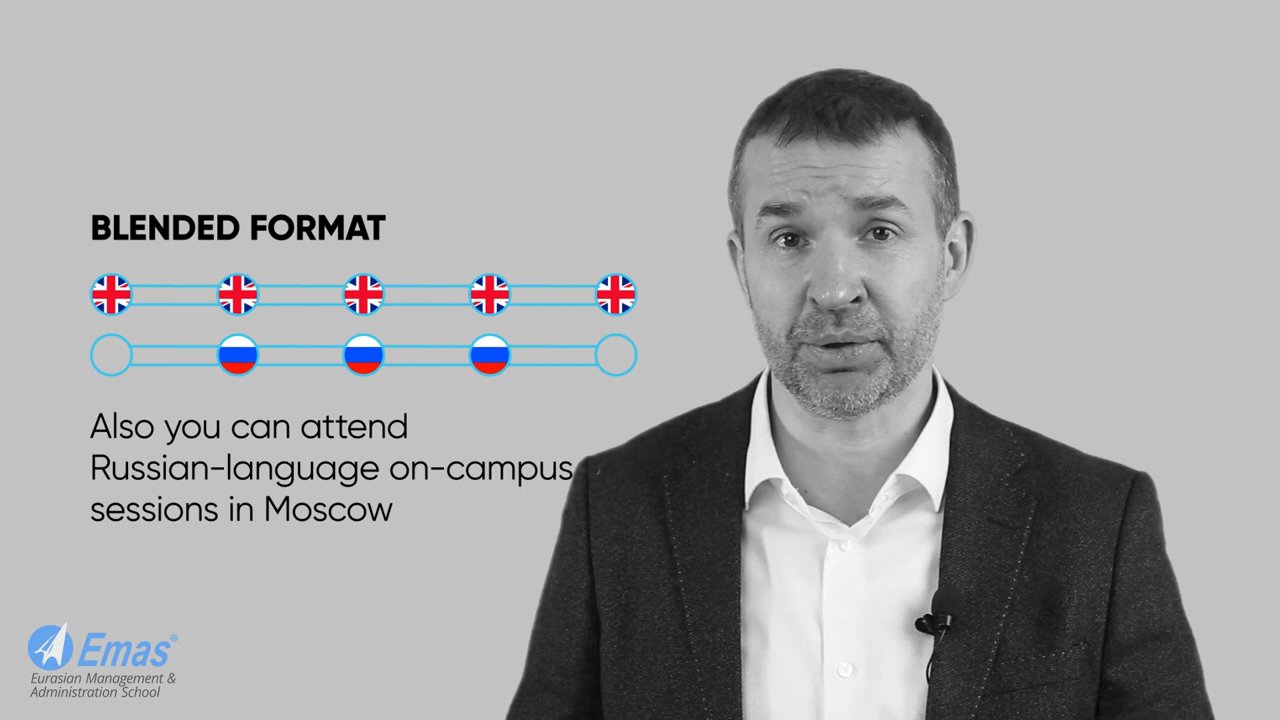 BLENDED FORMAT
Also you can attend
Russian-language on-campus
sessions in Moscow
Emas®
Eurasian Management &
Administration School